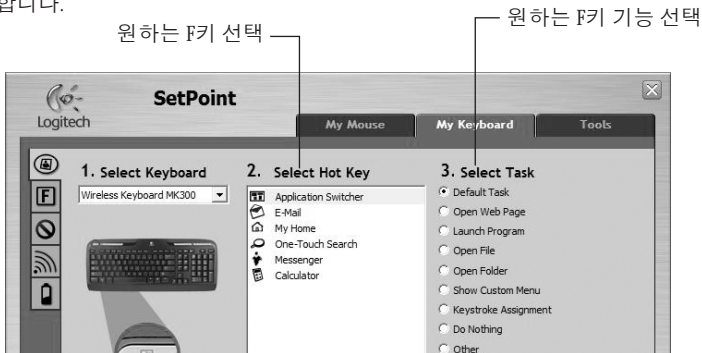 합니다.
원하는 F키 선택
원하는 F키 기능 선택
Logitech
SetPoint
My Mouse
My Keyboard
Tools
1. Select Keyboard
Wireless Keyboard MK300
2. Select Hot Key
Application Switcher
E-Mail
My Home
One-Touch Search
Messenger
Calculator
3. Select Task
Default Task
Open Web Page
Launch Program
Open File
Open Folder
Show Custom Menu
Keystroke Assignment
Do Nothing
Other
F